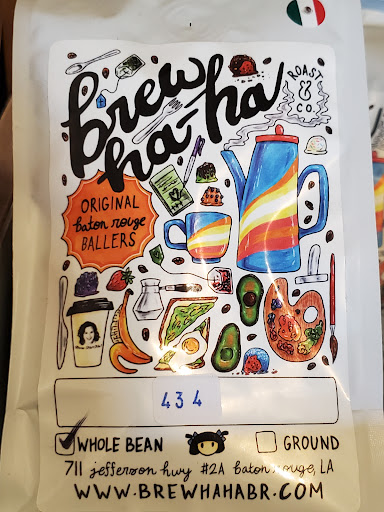 brew
ha-ha
ROAST
&
CO.
ORIGINAL
baton rouge
BALLERS
434
WHOLE BEAN
GROUND
711 jefferson hwy #2A baton rouge, LA
WWW.BREWHAHABR.COM